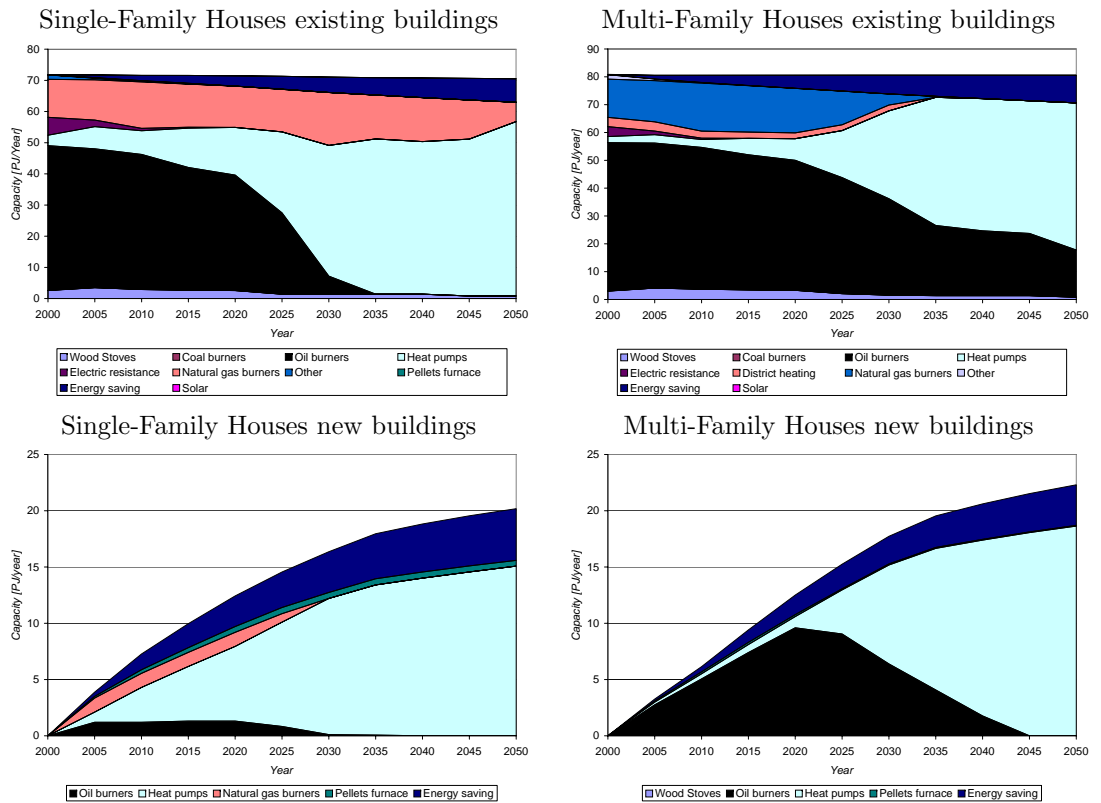 Single-Family Houses existing buildings
80
70
60
50
40
30
20
10
0
Capacity [PJ/Year]
2000 2005 2010 2015 2020 2025 2030 2035 2040 2045 2050
Year
Wood Stoves Coal burners Oil burners Heat pumps
Electric resistance Natural gas burners Other Pellets furnace
Energy saving Solar
Multi-Family Houses existing buildings
90
80
70
60
50
40
30
20
10
0
Capacity [PJ/year]
2000 2005 2010 2015 2020 2025 2030 2035 2040 2045 2050
Year
Wood Stoves Coal burners Oil burners Heat pumps
Electric resistance District heating Natural gas burners Other
Energy saving Solar
Single-Family Houses new buildings
25
20
15
10
5
0
Capacity [PJ/year]
2000 2005 2010 2015 2020 2025 2030 2035 2040 2045 2050
Year
Oil burners Heat pumps Natural gas burners Pellets furnace Energy saving
Multi-Family Houses new buildings
25
20
15
10
5
0
Capacity [PJ/year]
2000 2005 2010 2015 2020 2025 2030 2035 2040 2045 2050
Year
Wood Stoves Oil burners Heat pumps Pellets furnace Energy saving